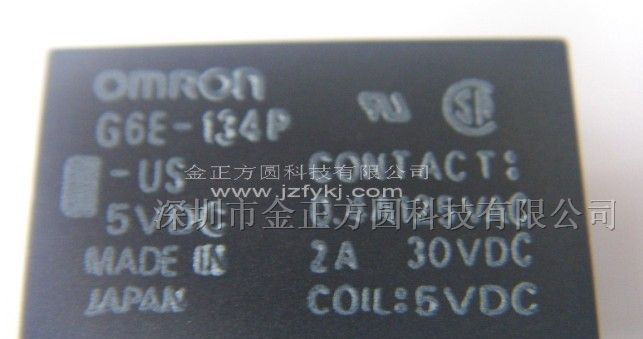 OMRON
G6E-134P
-US
5VDC
MADE IN
JAPAN
CONTACT:
2A 30VDC
COIL:5VDC
金正方圆科技有限公司
www.jzfykj.com
深圳市金正方圆科技有限公司